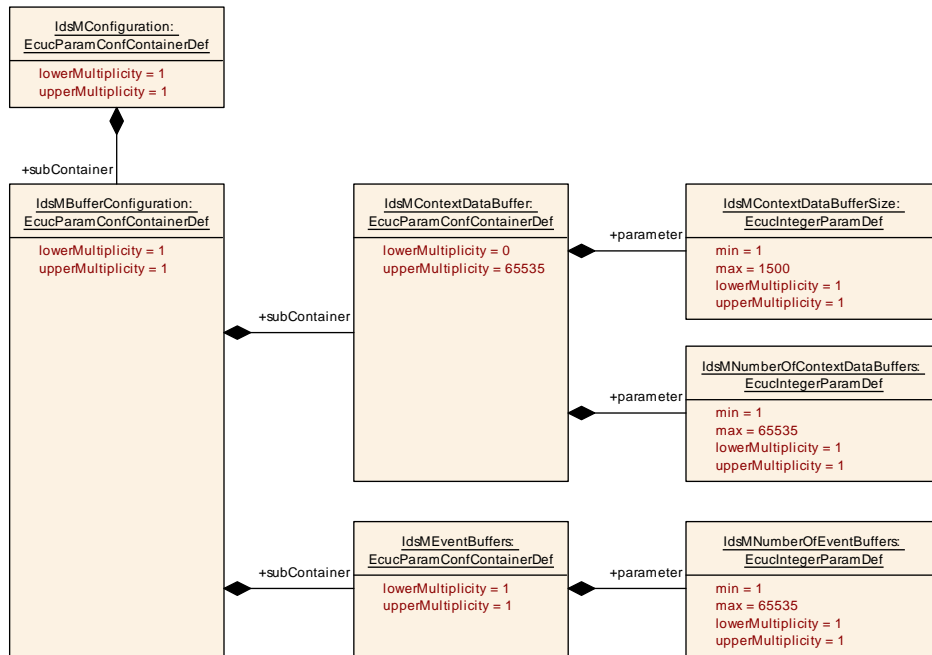 IdsMConfiguration:
EcucParamConfContainerDef
lowerMultiplicity = 1
upperMultiplicity = 1
+subContainer
IdsMBufferConfiguration:
EcucParamConfContainerDef
lowerMultiplicity = 1
upperMultiplicity = 1
+subContainer
IdsMContextDataBuffer:
EcucParamConfContainerDef
lowerMultiplicity = 0
upperMultiplicity = 65535
+parameter
IdsMContextDataBufferSize:
EcucIntegerParamDef
min = 1
max = 1500
lowerMultiplicity = 1
upperMultiplicity = 1
+parameter
IdsMNumberOfContextDataBuffers:
EcucIntegerParamDef
min = 1
max = 65535
lowerMultiplicity = 1
upperMultiplicity = 1
+subContainer
IdsMEventBuffers:
EcucParamConfContainerDef
lowerMultiplicity = 1
upperMultiplicity = 1
+parameter
IdsMNumberOfEventBuffers:
EcucIntegerParamDef
min = 1
max = 65535
lowerMultiplicity = 1
upperMultiplicity = 1